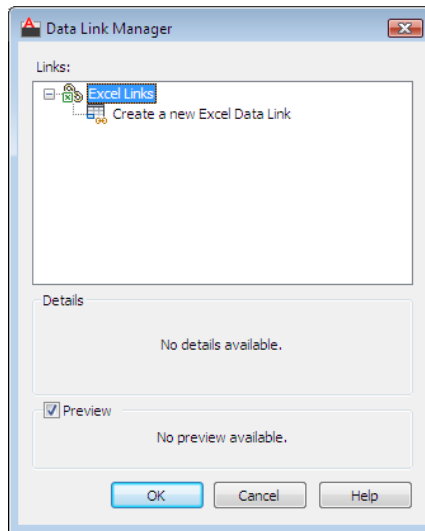 Data Link Manager
Links:
Excel Links
Create a new Excel Data Link
Details
No details available.
Preview
No preview available.
OK Cancel Help